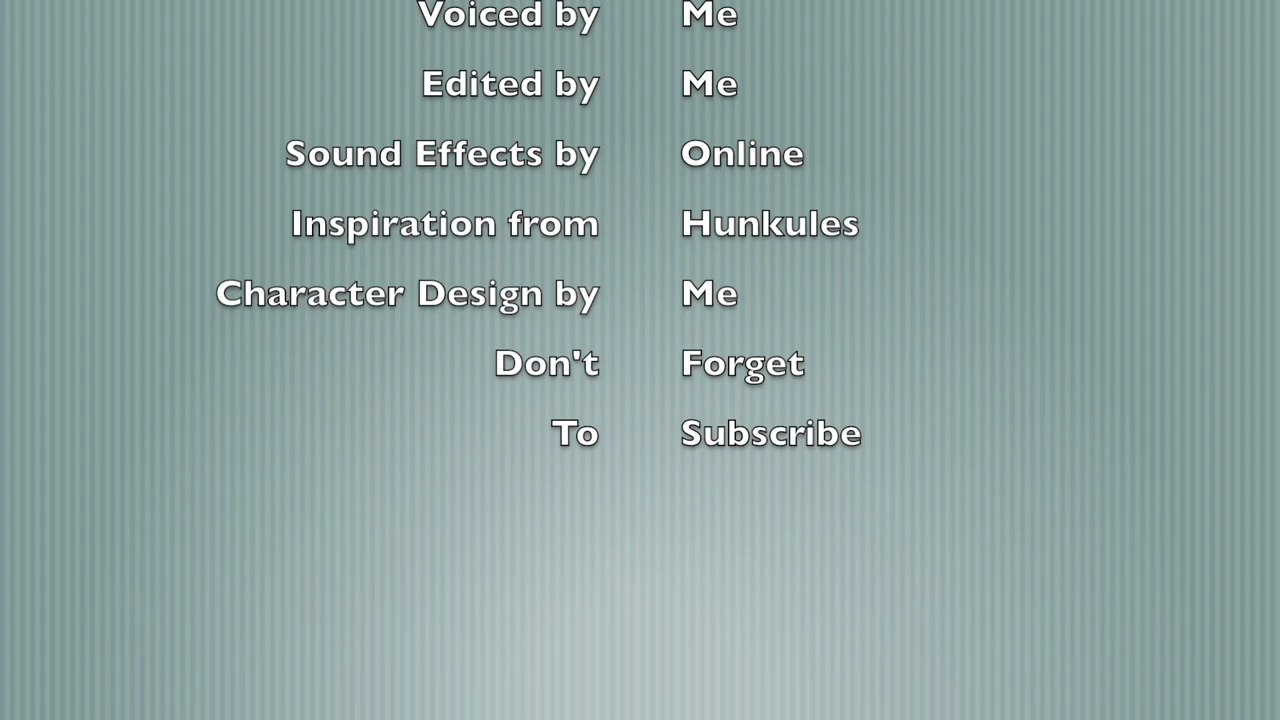 Voiced by Me
Edited by Me
Sound Effects by Online
Inspiration from Hunkules
Character Design by Me
Don't Forget
To Subscribe